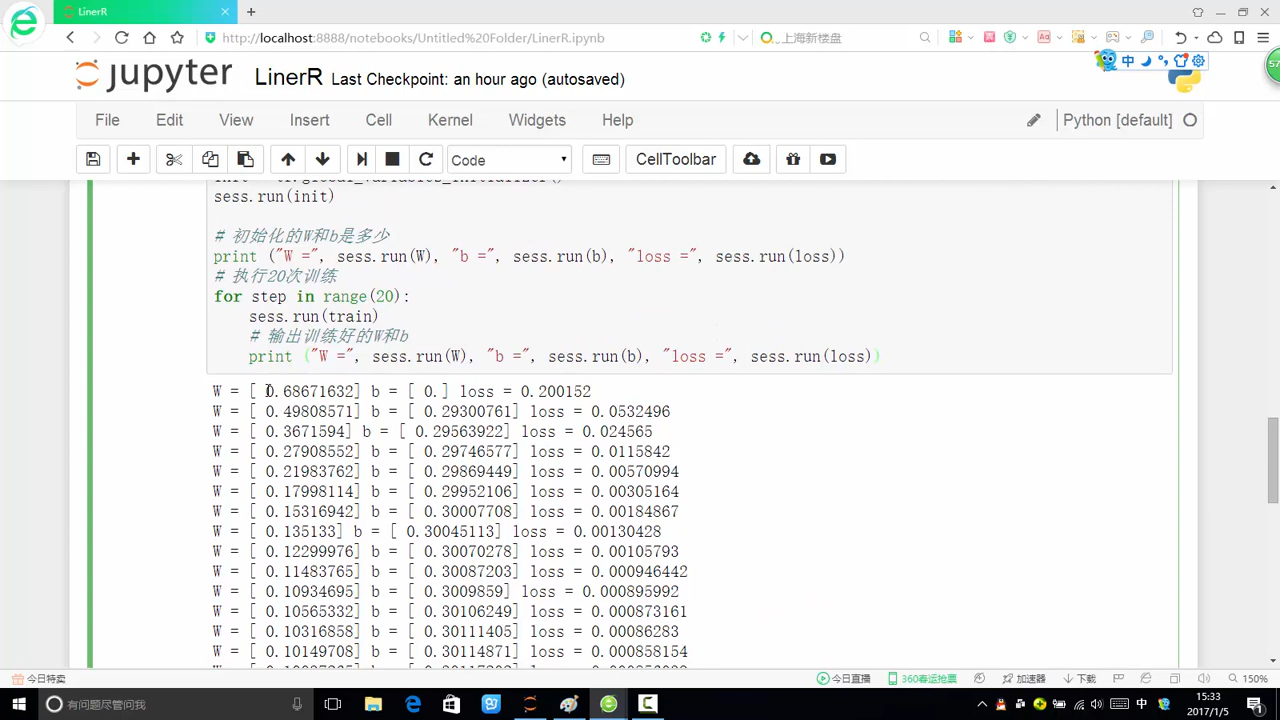 LinerR
http://localhost:8888/notebooks/Untitled%20Folder/LinerR.ipynb
上海新楼盘
jupyter LinerR Last Checkpoint: an hour ago (autosaved)
中
57
File Edit View Insert Cell Kernel Widgets Help
Python [default]
Code
CellToolbar
sess.run(init)
# 初始化的W和b是多少
print ("W =", sess.run(W), "b =", sess.run(b), "loss =", sess.run(loss))
# 执行20次训练
for step in range(20):
sess.run(train)
# 输出训练好的W和b
print ("W =", sess.run(W), "b =", sess.run(b), "loss =", sess.run(loss))
W = [ 0.68671632] b = [ 0.] loss = 0.200152
W = [ 0.49808571] b = [ 0.29300761] loss = 0.0532496
W = [ 0.3671594] b = [ 0.29563922] loss = 0.024565
W = [ 0.27908552] b = [ 0.29746577] loss = 0.0115842
W = [ 0.21983762] b = [ 0.29869449] loss = 0.00570994
W = [ 0.17998114] b = [ 0.29952106] loss = 0.00305164
W = [ 0.15316942] b = [ 0.30007708] loss = 0.00184867
W = [ 0.135133] b = [ 0.30045113] loss = 0.00130428
W = [ 0.12299976] b = [ 0.30070278] loss = 0.00105793
W = [ 0.11483765] b = [ 0.30087203] loss = 0.000946442
W = [ 0.10934695] b = [ 0.3009859] loss = 0.000895992
W = [ 0.10565332] b = [ 0.30106249] loss = 0.000873161
W = [ 0.10316858] b = [ 0.30111405] loss = 0.00086283
W = [ 0.10149708] b = [ 0.30114871] loss = 0.000858154
今日特卖
今日直播 360春运抢票 加速器 下载 150%
有问题尽管问我
中
15:33
2017/1/5